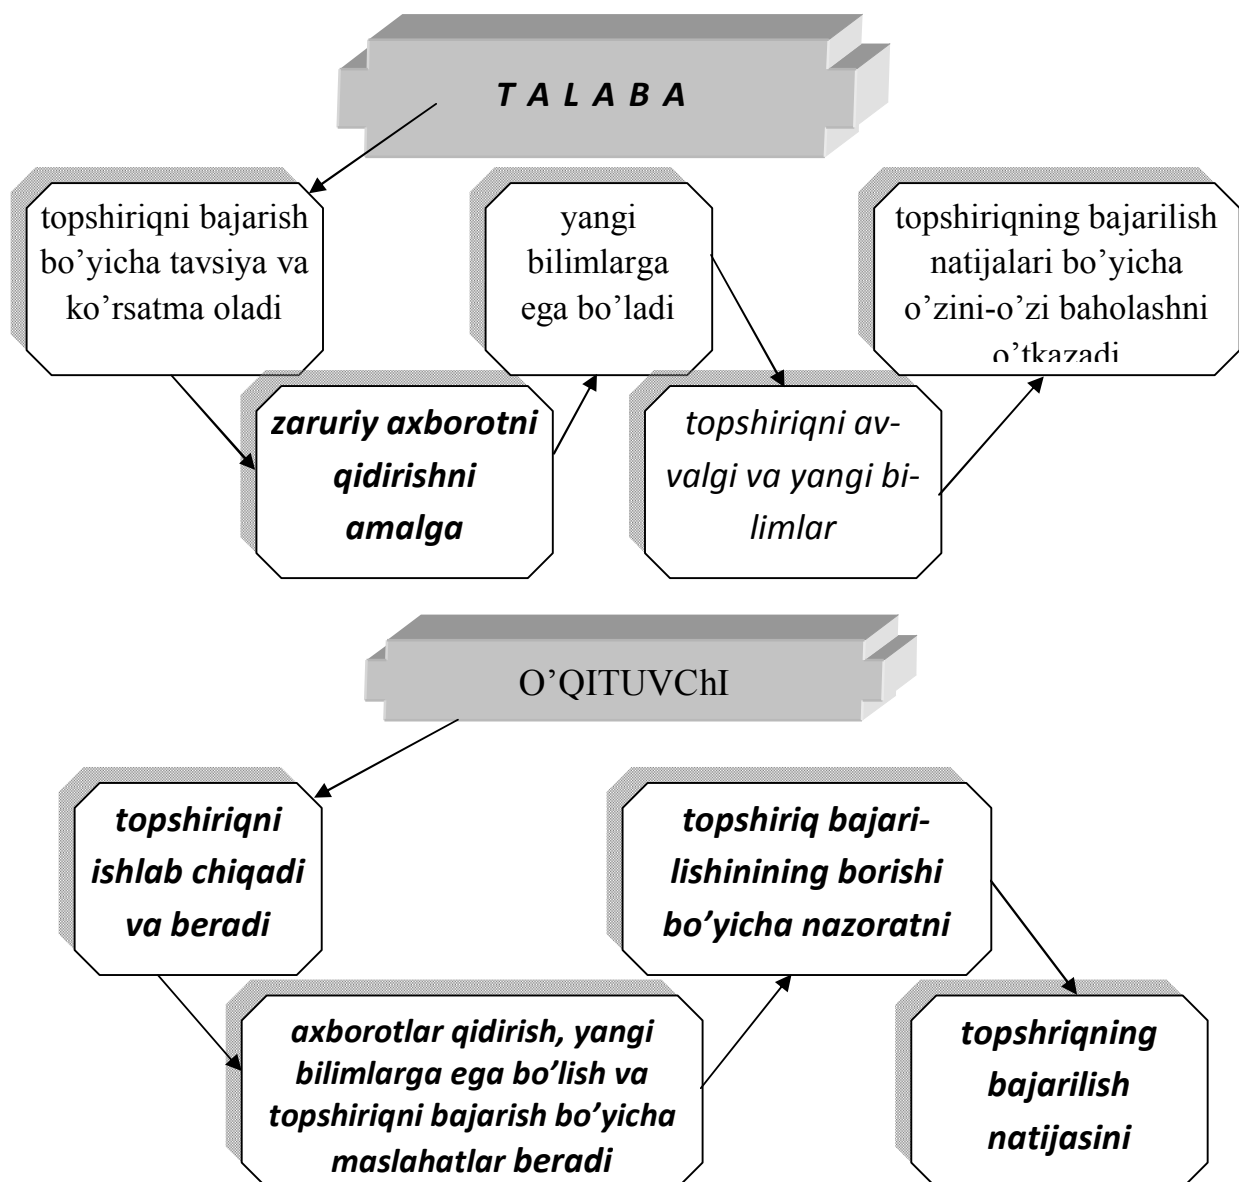 T A L A B A
topshiriqni bajarish
bo’yicha tavsiya va
ko’rsatma oladi
zaruriy axborotni
qidirishni
amalga
yangi
bilimlarga
ega bo’ladi
topshiriqni av-
valgi va yangi bi-
limlar
topshiriqning bajarilish
natijalari bo’yicha
o’zini-o’zi baholashni
o’tkazadi
O’QITUVChI
topshiriqni
ishlab chiqadi
va beradi
axborotlar qidirish, yangi
bilimlarga ega bo’lish va
topshiriqni bajarish bo’yicha
maslahatlar beradi
topshiriq bajari-
lishinining borishi
bo’yicha nazoratni
topshriqning
bajarilish
natijasini